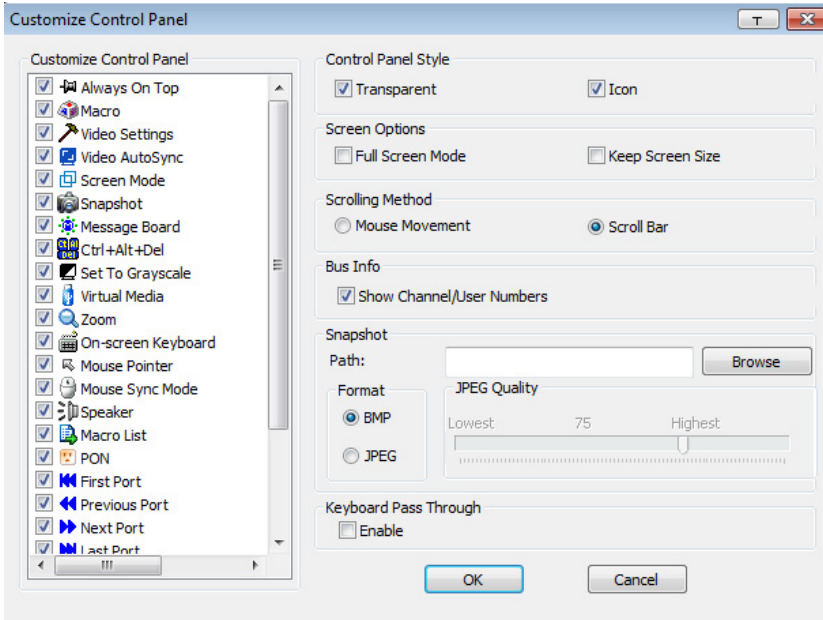 Customize Control Panel
Customize Control Panel
Always On Top
Macro
Video Settings
Video AutoSync
Screen Mode
Snapshot
Message Board
Ctrl+Alt+Del
Set To Grayscale
Virtual Media
Zoom
On-screen Keyboard
Mouse Pointer
Mouse Sync Mode
Speaker
Macro List
PON
First Port
Previous Port
Next Port
Last Port
Control Panel Style
Transparent Icon
Screen Options
Full Screen Mode Keep Screen Size
Scrolling Method
Mouse Movement Scroll Bar
Bus Info
Show Channel/User Numbers
Snapshot
Path: Browse
Format JPEG Quality
BMP
Lowest 75 Highest
JPEG
Keyboard Pass Through
Enable
OK Cancel